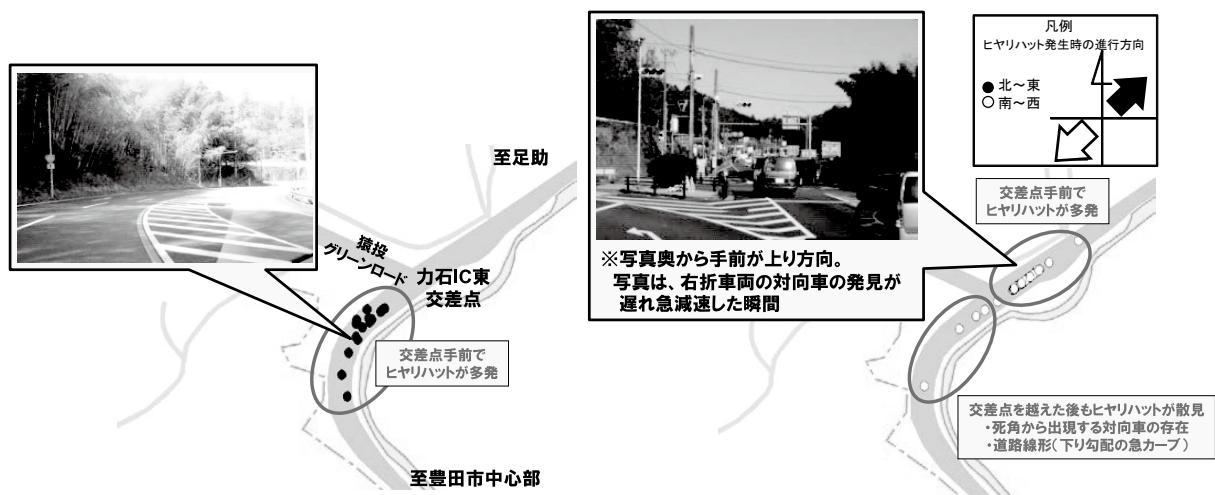 至足助
猿投
グリーンロード
力石IC東
交差点
交差点手前で
ヒヤリハットが多発
至豊田市中心部
※写真奥から手前が上り方向。
写真は、右折車両の対向車の発見が
遅れ急減速した瞬間
凡例
ヒヤリハット発生時の進行方向
●北～東
○南～西
交差点手前で
ヒヤリハットが多発
交差点を越えた後もヒヤリハットが散見
・死角から出現する対向車の存在
・道路線形(下り勾配の急カーブ)